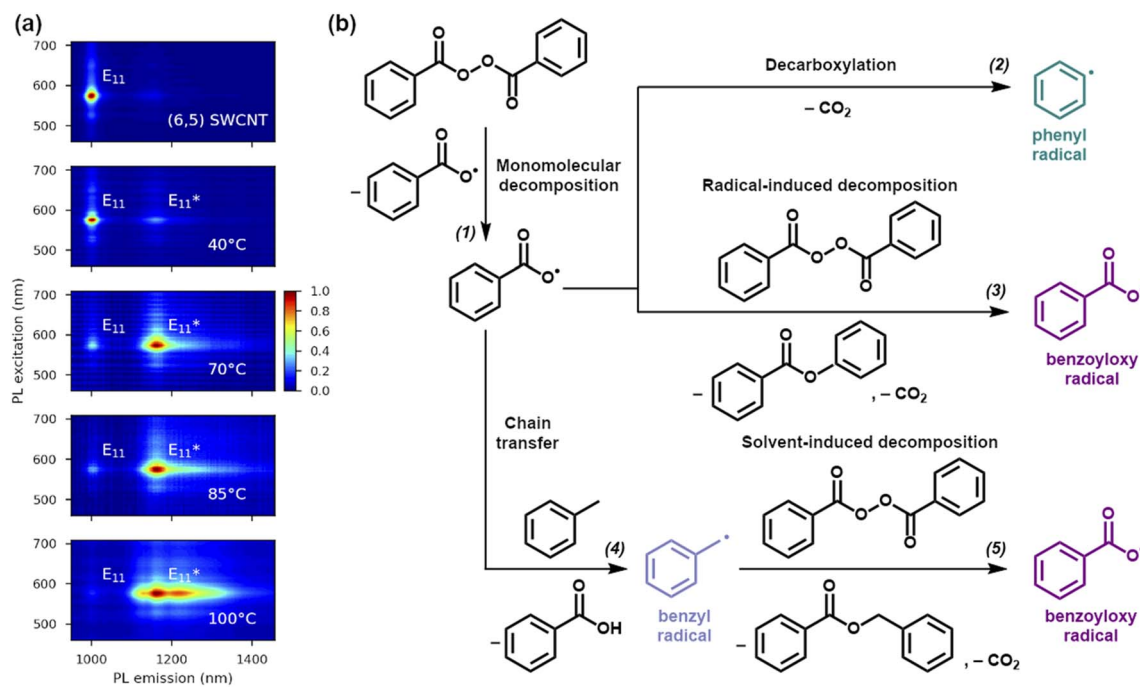 (a)
700
600
500
E₁₁
(6,5) SWCNT
700
600
500
E₁₁ E₁₁*
40°C
PL excitation (nm)
700
600
500
E₁₁ E₁₁*
70°C
1.0
0.8
0.6
0.4
0.2
0.0
700
600
500
E₁₁ E₁₁*
85°C
700
600
500
E₁₁ E₁₁*
100°C
1000 1200 1400
PL emission (nm)
(b)
O
O
O
O
–
O
O•
Monomolecular
decomposition
(1)
O
O•
Decarboxylation
(2)
– CO₂
•
phenyl
radical
Radical-induced decomposition
O
O
O
O
(3)
–
O
O
, – CO₂
O
O
benzoyloxy
radical
Chain
transfer
(4)
–
O
OH
•
benzyl
radical
Solvent-induced decomposition
O
O
O
O
(5)
–
O
O
, – CO₂
O
O
benzoyloxy
radical